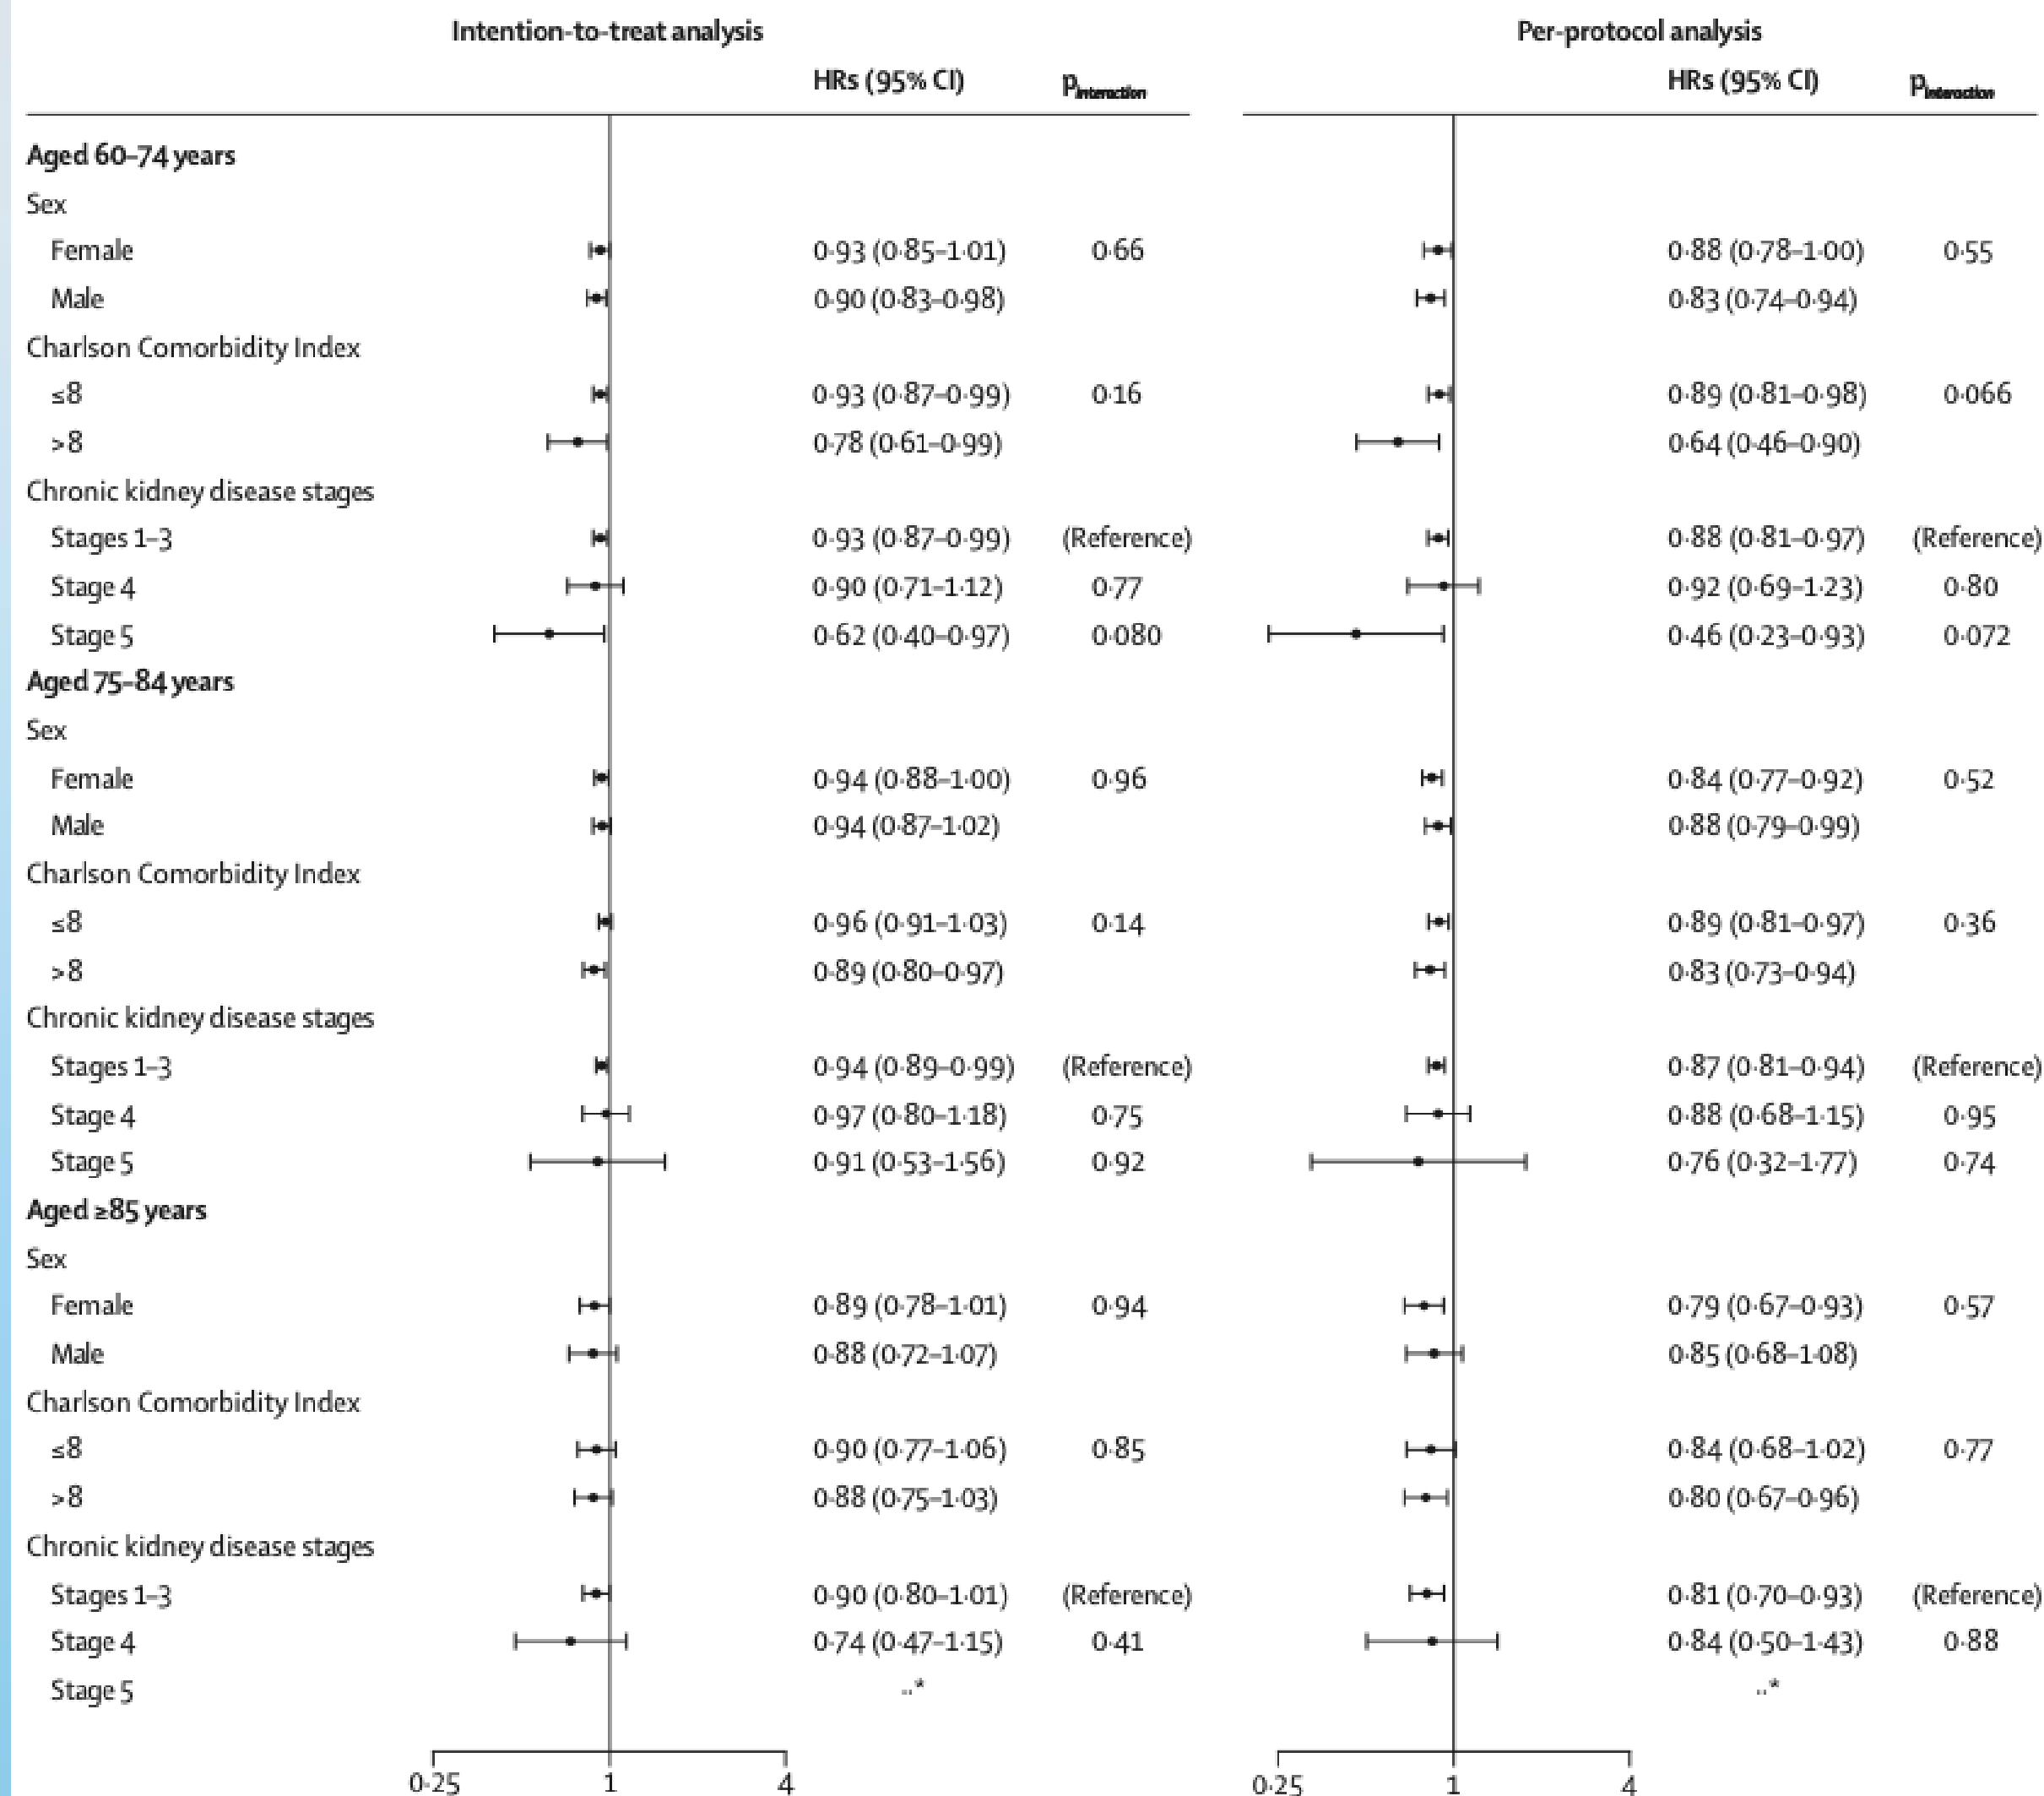 Intention-to-treat analysis Per-protocol analysis
HRs (95% CI) pinteraction HRs (95% CI) pinteraction
Aged 60–74 years
Sex
Female 0·93 (0·85–1·01) 0·66 0·88 (0·78–1·00) 0·55
Male 0·90 (0·83–0·98) 0·83 (0·74–0·94)
Charlson Comorbidity Index
≤8 0·93 (0·87–0·99) 0·16 0·89 (0·81–0·98) 0·066
>8 0·78 (0·61–0·99) 0·64 (0·46–0·90)
Chronic kidney disease stages
Stages 1–3 0·93 (0·87–0·99) (Reference) 0·88 (0·81–0·97) (Reference)
Stage 4 0·90 (0·71–1·12) 0·77 0·92 (0·69–1·23) 0·80
Stage 5 0·62 (0·40–0·97) 0·080 0·46 (0·23–0·93) 0·072
Aged 75–84 years
Sex
Female 0·94 (0·88–1·00) 0·96 0·84 (0·77–0·92) 0·52
Male 0·94 (0·87–1·02) 0·88 (0·79–0·99)
Charlson Comorbidity Index
≤8 0·96 (0·91–1·03) 0·14 0·89 (0·81–0·97) 0·36
>8 0·89 (0·80–0·97) 0·83 (0·73–0·94)
Chronic kidney disease stages
Stages 1–3 0·94 (0·89–0·99) (Reference) 0·87 (0·81–0·94) (Reference)
Stage 4 0·97 (0·80–1·18) 0·75 0·88 (0·68–1·15) 0·95
Stage 5 0·91 (0·53–1·56) 0·92 0·76 (0·32–1·77) 0·74
Aged ≥85 years
Sex
Female 0·89 (0·78–1·01) 0·94 0·79 (0·67–0·93) 0·57
Male 0·88 (0·72–1·07) 0·85 (0·68–1·08)
Charlson Comorbidity Index
≤8 0·90 (0·77–1·06) 0·85 0·84 (0·68–1·02) 0·77
>8 0·88 (0·75–1·03) 0·80 (0·67–0·96)
Chronic kidney disease stages
Stages 1–3 0·90 (0·80–1·01) (Reference) 0·81 (0·70–0·93) (Reference)
Stage 4 0·74 (0·47–1·15) 0·41 0·84 (0·50–1·43) 0·88
Stage 5 ..* ..*
0·25 1 4 0·25 1 4